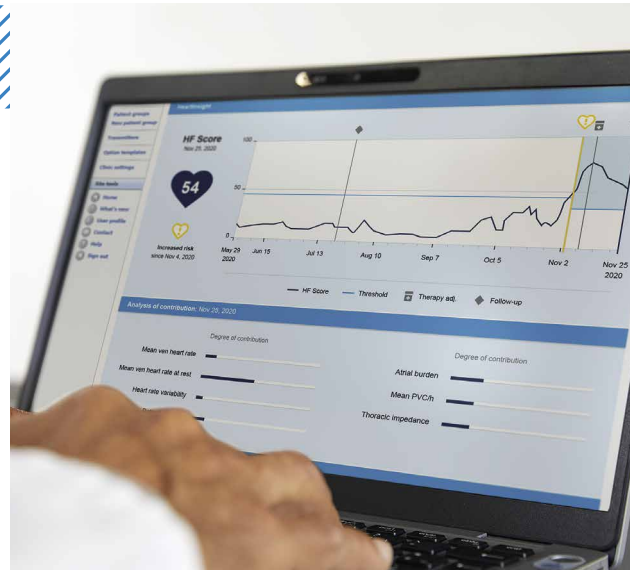 HeartInsight
Patient groups
New patient group
Transmittions
Option templates
Clinic settings
Site tools
Home
What's new
User profile
Contact
Help
Sign out
HF Score
Nov 25, 2020
54
Increased risk
since Nov 4, 2020
100
50
0
May 29
2020
Jun 15
Jul 13
Aug 10
Sep 7
Oct 5
Nov 2
Nov 25
2020
HF Score
Threshold
Therapy adj.
Follow-up
Analysis of contribution, Nov 25, 2020
Degree of contribution
Mean ven heart rate
Mean ven heart rate at rest
Heart rate variability
Degree of contribution
Atrial burden
Mean PVC/h
Thoracic impedance